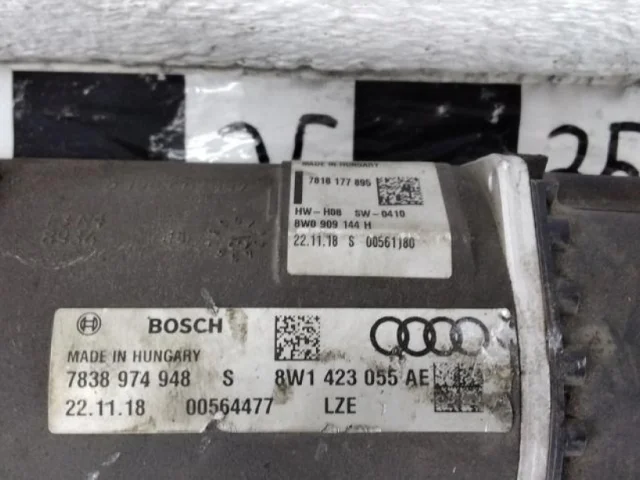 25
MADE IN HUNGARY
7818 177 895
HW-H08 SW-0410
8W0 909 144 H
22.11.18 S 00561180
BOSCH
MADE IN HUNGARY
7838 974 948 S 8W1 423 055 AE
22.11.18 00564477 LZE